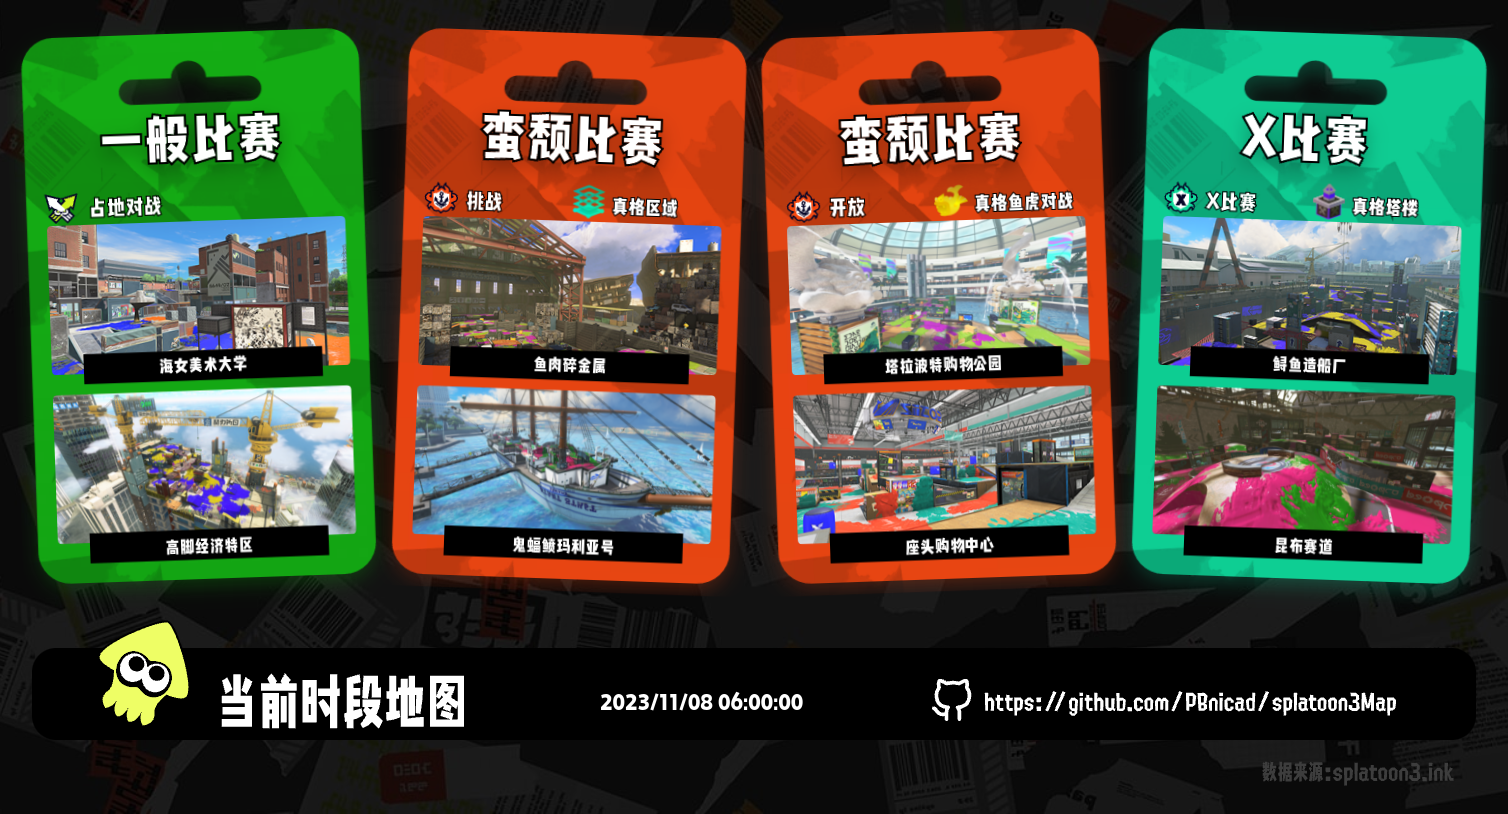 一般比赛
占地对战
海女美术大学
高脚经济特区
蛮颓比赛
挑战
真格区域
鱼肉碎金属
鬼蝠鲼玛利亚号
蛮颓比赛
开放
真格鱼虎对战
塔拉波特购物公园
座头购物中心
X比赛
X比赛
真格塔楼
鲟鱼造船厂
昆布赛道
当前时段地图
2023/11/08 06:00:00
https://github.com/PBnicad/splatoon3Map
数据来源:splatoon3.ink